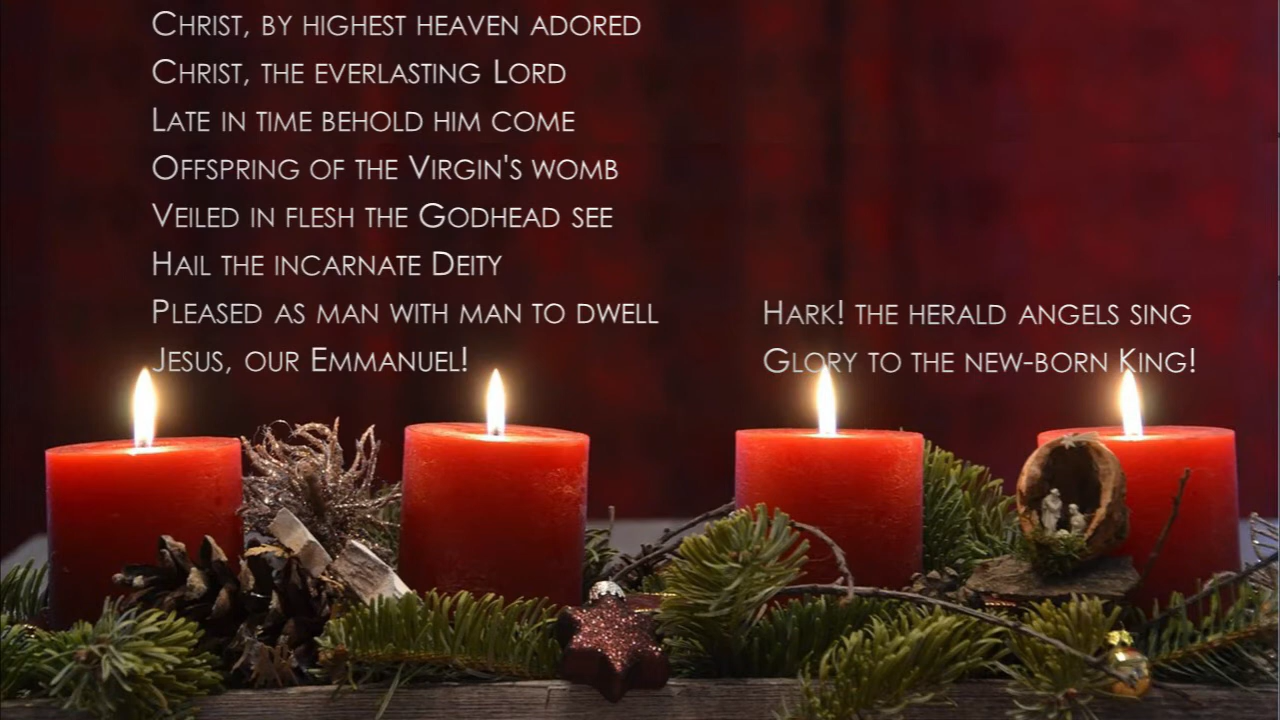 Christ, by highest heaven adored
Christ, the everlasting Lord
Late in time behold him come
Offspring of the Virgin's womb
Veiled in flesh the Godhead see
Hail the incarnate Deity
Pleased as man with man to dwell
Jesus, our Emmanuel!
Hark! the herald angels sing
Glory to the new-born King!